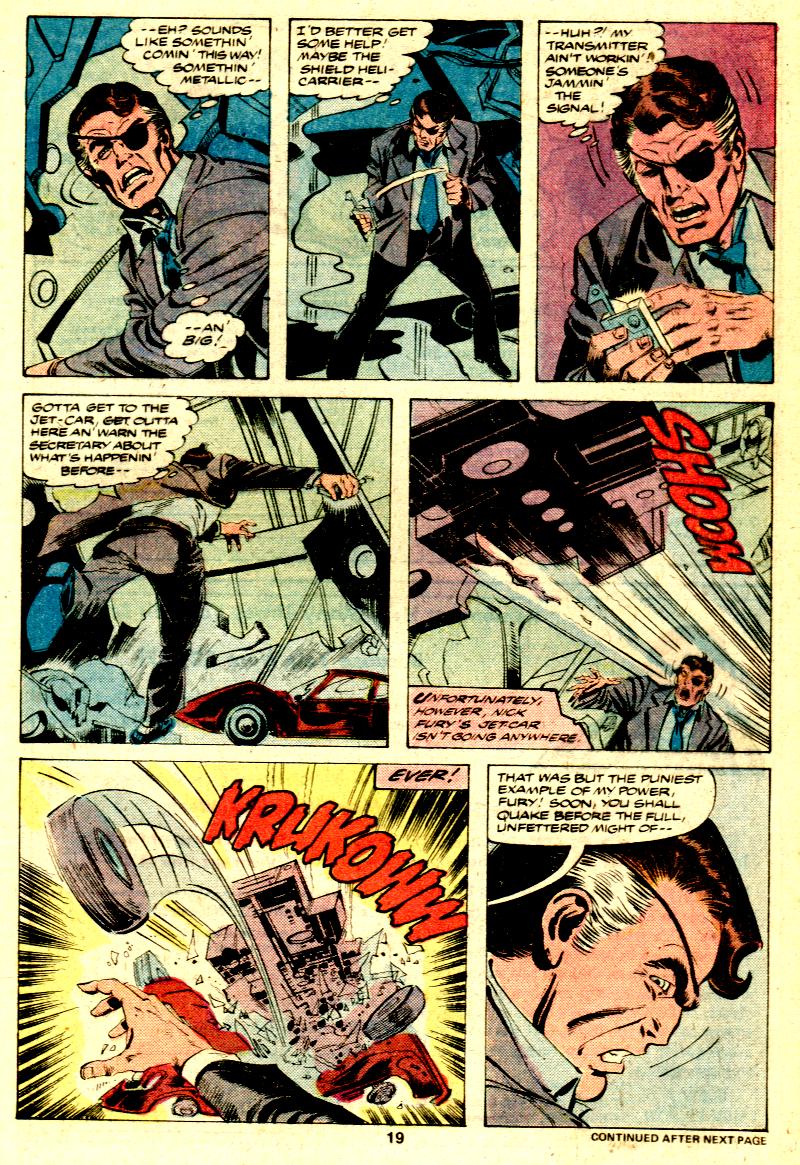 --EH? SOUNDS
LIKE SOMETHIN'
COMIN' THIS WAY!
SOMETHIN'
METALLIC--
--AN'
BIG!
I'D BETTER GET
SOME HELP!
MAYBE THE
SHIELD HELI-
CARRIER--
--HUH?! MY
TRANSMITTER
AIN'T WORKIN'!
SOMEONE'S
JAMMIN'
THE
SIGNAL!
GOTTA GET TO THE
JET-CAR, GET OUTTA
HERE AN' WARN THE
SECRETARY ABOUT
WHAT'S HAPPENIN'
BEFORE--
SHOOM
UNFORTUNATELY,
HOWEVER, NICK
FURY'S JET-CAR
ISN'T GOING ANYWHERE.
EVER!
KRUKOWW
THAT WAS BUT THE PUNIEST
EXAMPLE OF MY POWER,
FURY! SOON, YOU SHALL
QUAKE BEFORE THE FULL,
UNFETTERED MIGHT OF--
19
CONTINUED AFTER NEXT PAGE